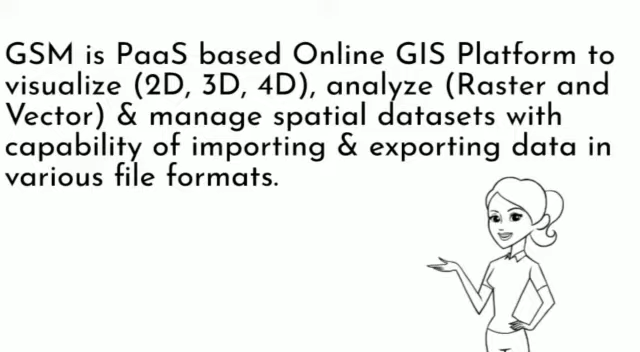 GSM is PaaS based Online GIS Platform to
visualize (2D, 3D, 4D), analyze (Raster and
Vector) & manage spatial datasets with
capability of importing & exporting data in
various file formats.